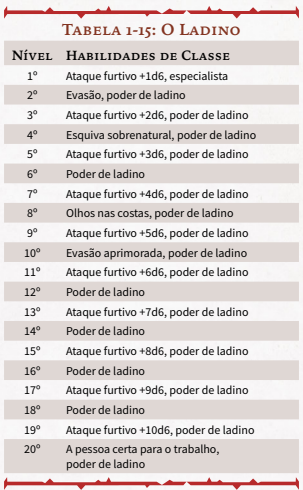 Tabela 1-15: O Ladino
Nível Habilidades de Classe
1º Ataque furtivo +1d6, especialista
2º Evasão, poder de ladino
3º Ataque furtivo +2d6, poder de ladino
4º Esquiva sobrenatural, poder de ladino
5º Ataque furtivo +3d6, poder de ladino
6º Poder de ladino
7º Ataque furtivo +4d6, poder de ladino
8º Olhos nas costas, poder de ladino
9º Ataque furtivo +5d6, poder de ladino
10º Evasão aprimorada, poder de ladino
11º Ataque furtivo +6d6, poder de ladino
12º Poder de ladino
13º Ataque furtivo +7d6, poder de ladino
14º Poder de ladino
15º Ataque furtivo +8d6, poder de ladino
16º Poder de ladino
17º Ataque furtivo +9d6, poder de ladino
18º Poder de ladino
19º Ataque furtivo +10d6, poder de ladino
20º A pessoa certa para o trabalho,
poder de ladino